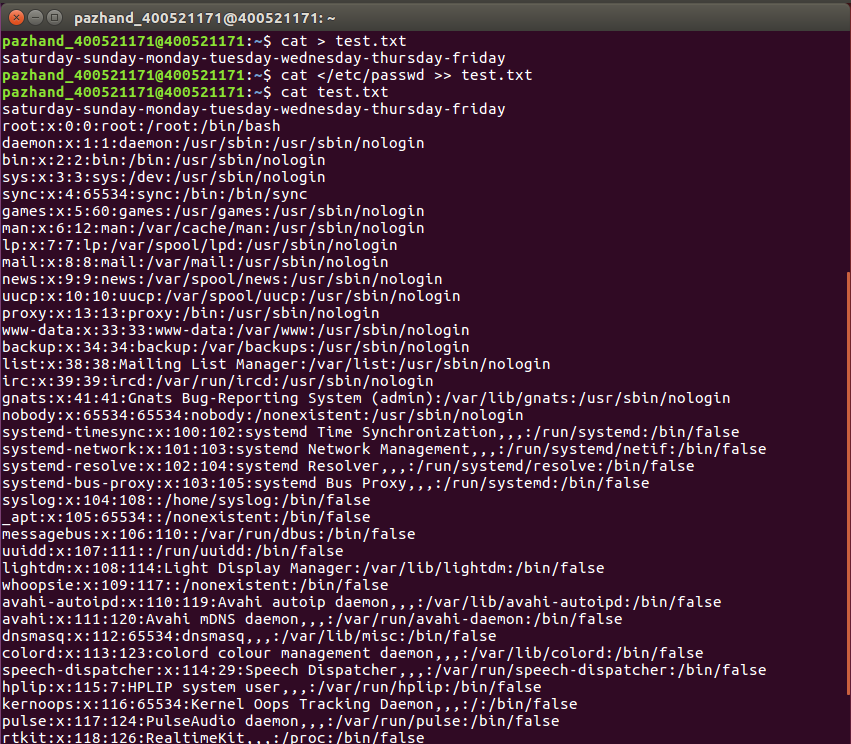 pazhand_400521171@400521171: ~
pazhand_400521171@400521171:~$ cat > test.txt
saturday-sunday-monday-tuesday-wednesday-thursday-friday
pazhand_400521171@400521171:~$ cat </etc/passwd >> test.txt
pazhand_400521171@400521171:~$ cat test.txt
saturday-sunday-monday-tuesday-wednesday-thursday-friday
root:x:0:0:root:/root:/bin/bash
daemon:x:1:1:daemon:/usr/sbin:/usr/sbin/nologin
bin:x:2:2:bin:/bin:/usr/sbin/nologin
sys:x:3:3:sys:/dev:/usr/sbin/nologin
sync:x:4:65534:sync:/bin:/bin/sync
games:x:5:60:games:/usr/games:/usr/sbin/nologin
man:x:6:12:man:/var/cache/man:/usr/sbin/nologin
lp:x:7:7:lp:/var/spool/lpd:/usr/sbin/nologin
mail:x:8:8:mail:/var/mail:/usr/sbin/nologin
news:x:9:9:news:/var/spool/news:/usr/sbin/nologin
uucp:x:10:10:uucp:/var/spool/uucp:/usr/sbin/nologin
proxy:x:13:13:proxy:/bin:/usr/sbin/nologin
www-data:x:33:33:www-data:/var/www:/usr/sbin/nologin
backup:x:34:34:backup:/var/backups:/usr/sbin/nologin
list:x:38:38:Mailing List Manager:/var/list:/usr/sbin/nologin
irc:x:39:39:ircd:/var/run/ircd:/usr/sbin/nologin
gnats:x:41:41:Gnats Bug-Reporting System (admin):/var/lib/gnats:/usr/sbin/nologin
nobody:x:65534:65534:nobody:/nonexistent:/usr/sbin/nologin
systemd-timesync:x:100:102:systemd Time Synchronization,,,:/run/systemd:/bin/false
systemd-network:x:101:103:systemd Network Management,,,:/run/systemd/netif:/bin/false
systemd-resolve:x:102:104:systemd Resolver,,,:/run/systemd/resolve:/bin/false
systemd-bus-proxy:x:103:105:systemd Bus Proxy,,,:/run/systemd:/bin/false
syslog:x:104:108::/home/syslog:/bin/false
_apt:x:105:65534::/nonexistent:/bin/false
messagebus:x:106:110::/var/run/dbus:/bin/false
uuidd:x:107:111::/run/uuidd:/bin/false
lightdm:x:108:114:Light Display Manager:/var/lib/lightdm:/bin/false
whoopsie:x:109:117::/nonexistent:/bin/false
avahi-autoipd:x:110:119:Avahi autoip daemon,,,:/var/lib/avahi-autoipd:/bin/false
avahi:x:111:120:Avahi mDNS daemon,,,:/var/run/avahi-daemon:/bin/false
dnsmasq:x:112:65534:dnsmasq,,,:/var/lib/misc:/bin/false
colord:x:113:123:colord colour management daemon,,,:/var/lib/colord:/bin/false
speech-dispatcher:x:114:29:Speech Dispatcher,,,:/var/run/speech-dispatcher:/bin/false
hplip:x:115:7:HPLIP system user,,,:/var/run/hplip:/bin/false
kernoops:x:116:65534:Kernel Oops Tracking Daemon,,,:/:/bin/false
pulse:x:117:124:PulseAudio daemon,,,:/var/run/pulse:/bin/false
rtkit:x:118:126:RealtimeKit,,,:/proc:/bin/false